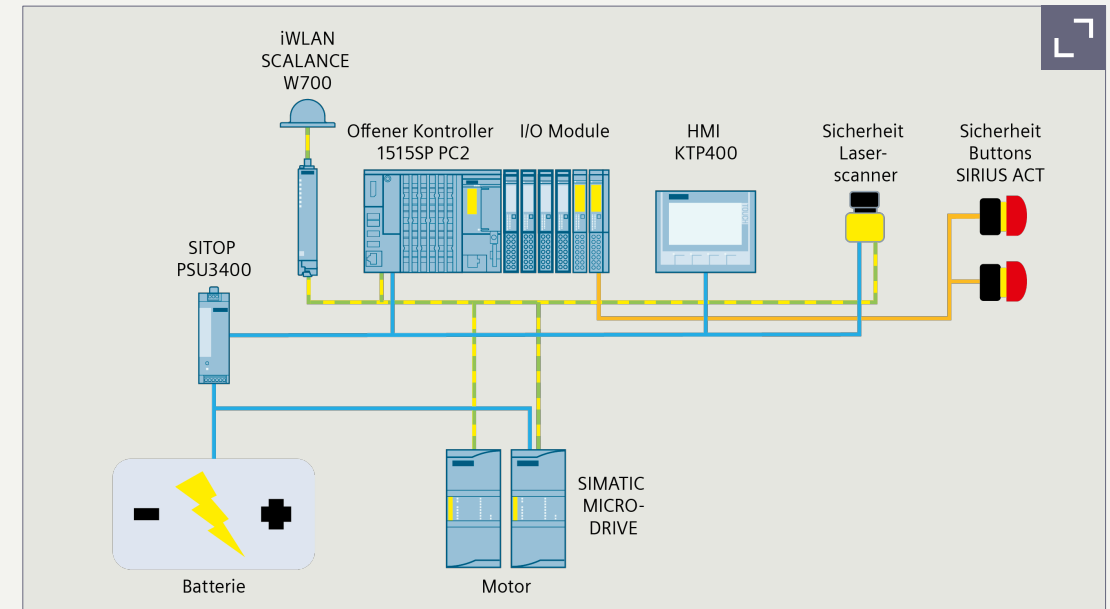 iWLAN
SCALANCE
W700
Offener Kontroller
1515SP PC2
I/O Module
HMI
KTP400
Sicherheit
Laser-
scanner
Sicherheit
Buttons
SIRIUS ACT
SITOP
PSU3400
TOUCH
SIMATIC
MICRO-
DRIVE
Batterie
Motor